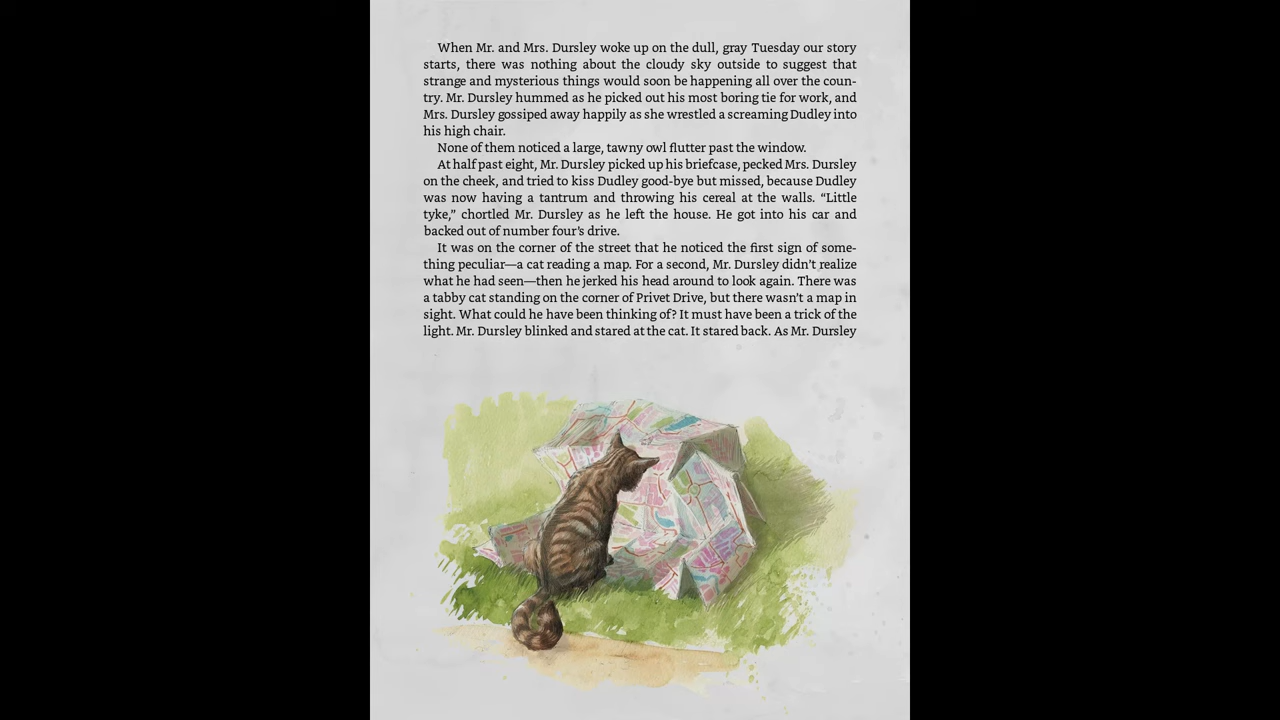 When Mr. and Mrs. Dursley woke up on the dull, gray Tuesday our story
starts, there was nothing about the cloudy sky outside to suggest that
strange and mysterious things would soon be happening all over the coun-
try. Mr. Dursley hummed as he picked out his most boring tie for work, and
Mrs. Dursley gossiped away happily as she wrestled a screaming Dudley into
his high chair.
None of them noticed a large, tawny owl flutter past the window.
At half past eight, Mr. Dursley picked up his briefcase, pecked Mrs. Dursley
on the cheek, and tried to kiss Dudley good-bye but missed, because Dudley
was now having a tantrum and throwing his cereal at the walls. “Little
tyke,” chortled Mr. Dursley as he left the house. He got into his car and
backed out of number four’s drive.
It was on the corner of the street that he noticed the first sign of some-
thing peculiar—a cat reading a map. For a second, Mr. Dursley didn’t realize
what he had seen—then he jerked his head around to look again. There was
a tabby cat standing on the corner of Privet Drive, but there wasn’t a map in
sight. What could he have been thinking of? It must have been a trick of the
light. Mr. Dursley blinked and stared at the cat. It stared back. As Mr. Dursley